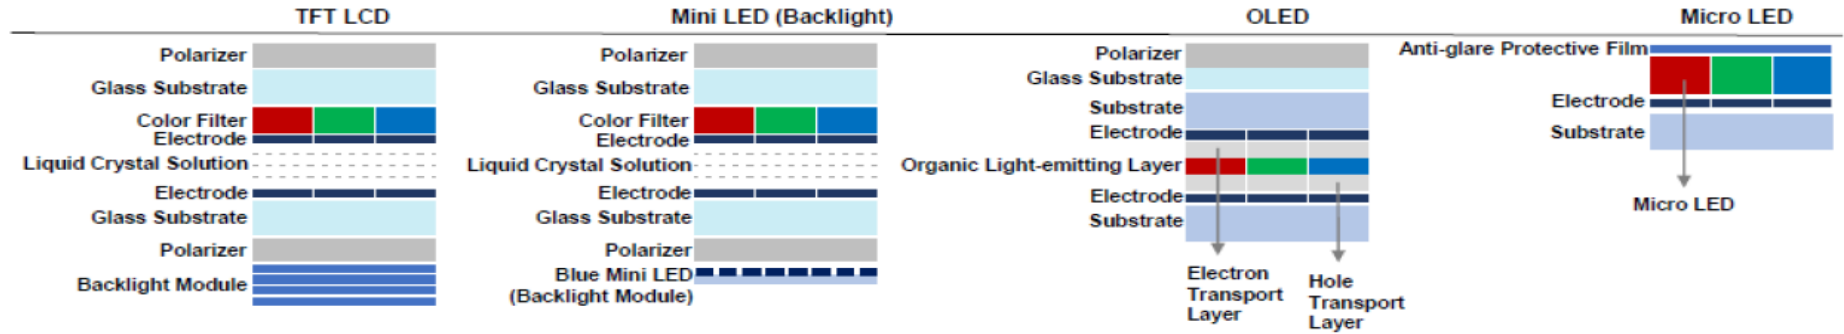 TFT LCD
Polarizer
Glass Substrate
Color Filter
Electrode
Liquid Crystal Solution
Electrode
Glass Substrate
Polarizer
Backlight Module
Mini LED (Backlight)
Polarizer
Glass Substrate
Color Filter
Electrode
Liquid Crystal Solution
Electrode
Glass Substrate
Polarizer
Blue Mini LED
(Backlight Module)
OLED
Polarizer
Glass Substrate
Substrate
Electrode
Organic Light-emitting Layer
Electrode
Substrate
Electron
Transport
Layer
Hole
Transport
Layer
Micro LED
Anti-glare Protective Film
Electrode
Substrate
Micro LED